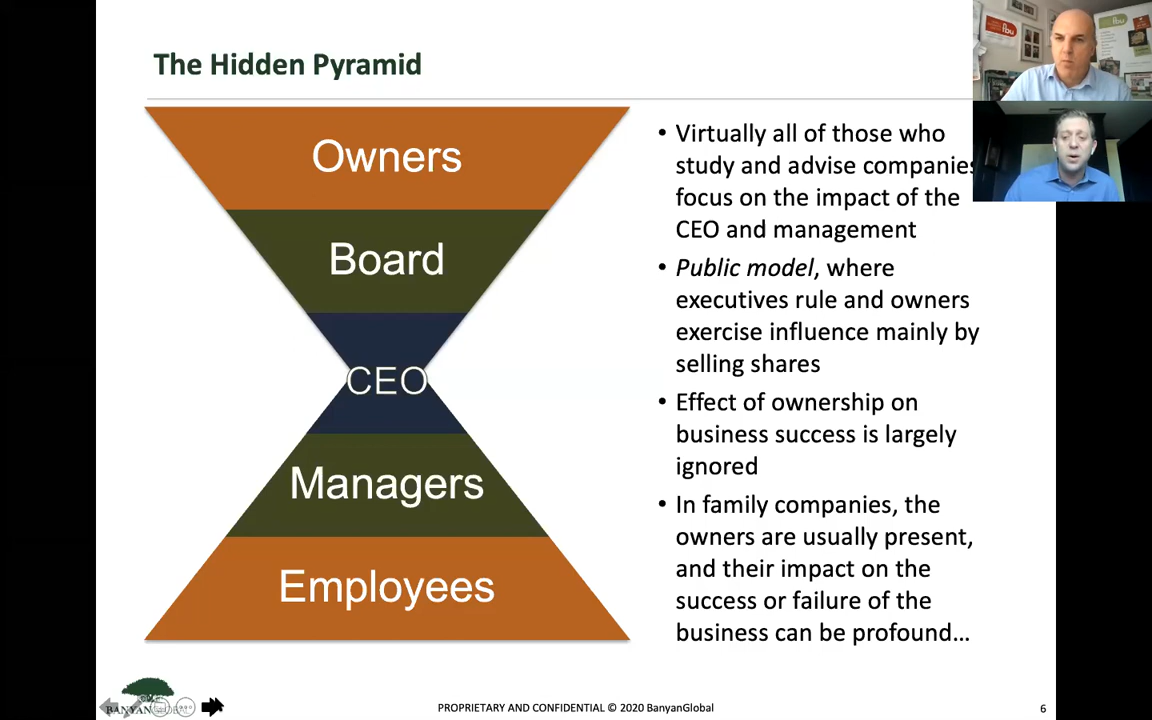 The Hidden Pyramid
Owners
Board
CEO
Managers
Employees
• Virtually all of those who
study and advise companies
focus on the impact of the
CEO and management
• Public model, where
executives rule and owners
exercise influence mainly by
selling shares
• Effect of ownership on
business success is largely
ignored
• In family companies, the
owners are usually present,
and their impact on the
success or failure of the
business can be profound...
fbu
PROPRIETARY AND CONFIDENTIAL © 2020 BanyanGlobal
6